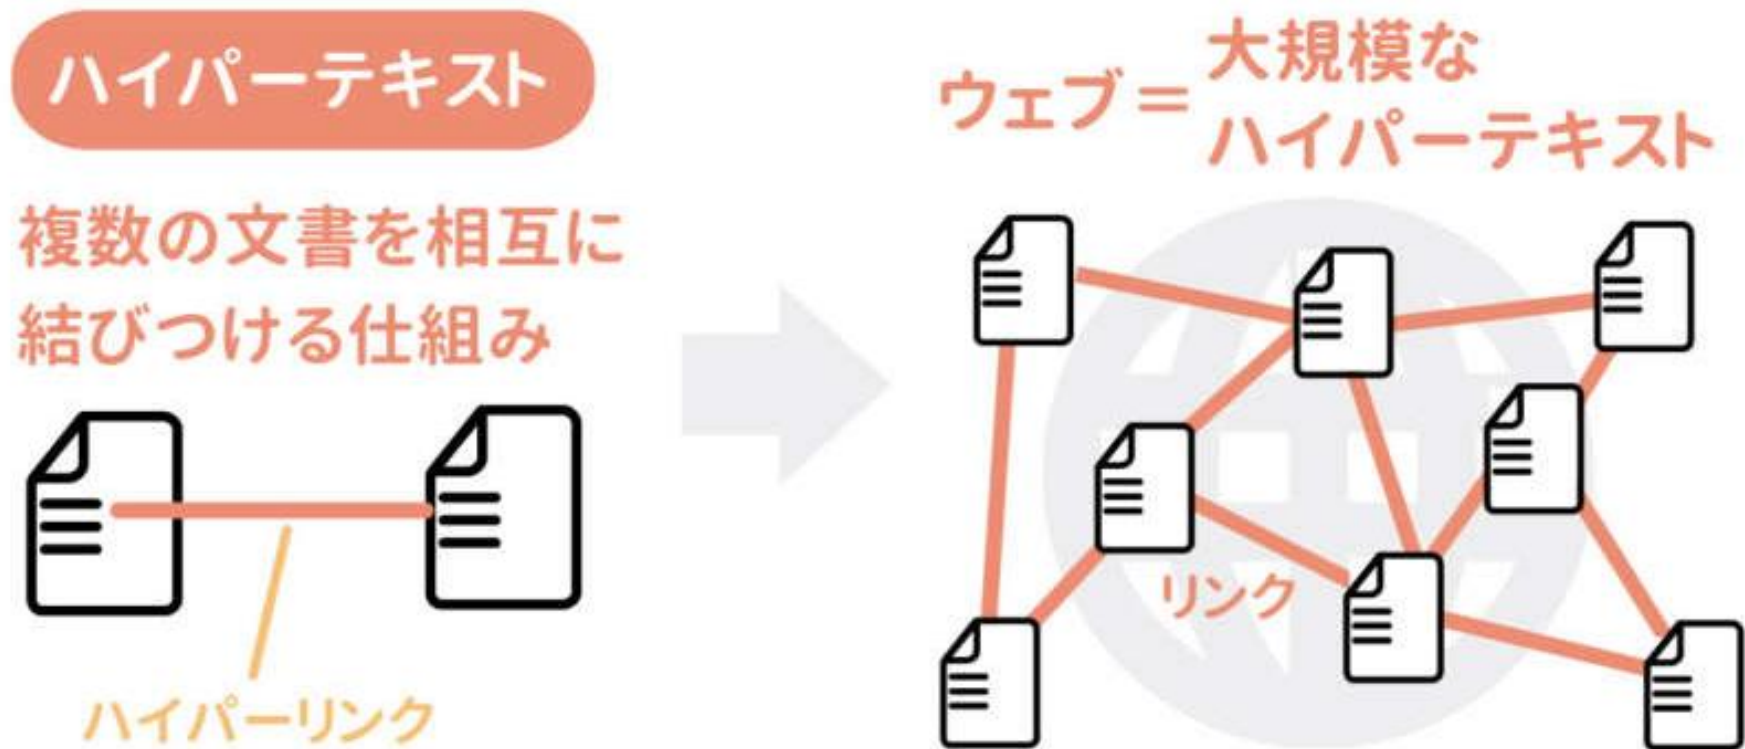 ハイパーテキスト
複数の文書を相互に
結びつける仕組み
ハイパーリンク
ウェブ=大規模な
ハイパーテキスト
リンク